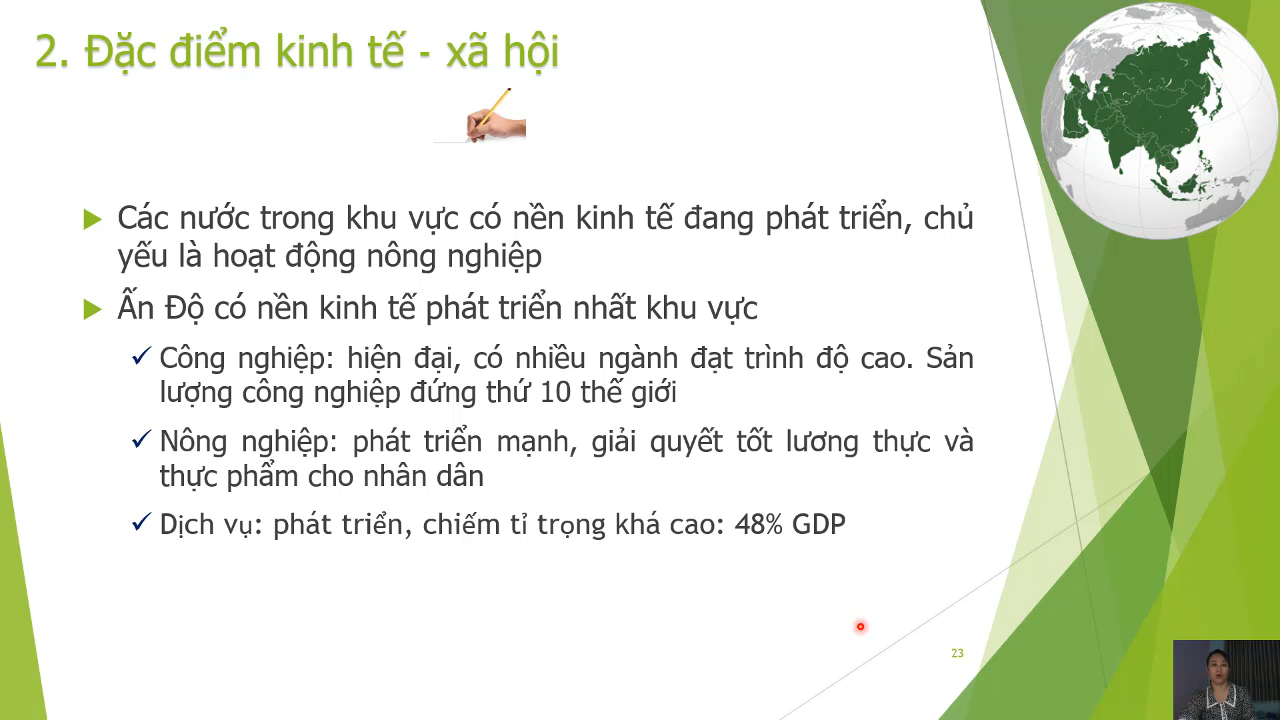 2. Đặc điểm kinh tế - xã hội
Các nước trong khu vực có nền kinh tế đang phát triển, chủ
yếu là hoạt động nông nghiệp
Ấn Độ có nền kinh tế phát triển nhất khu vực
Công nghiệp: hiện đại, có nhiều ngành đạt trình độ cao. Sản
lượng công nghiệp đứng thứ 10 thế giới
Nông nghiệp: phát triển mạnh, giải quyết tốt lương thực và
thực phẩm cho nhân dân
Dịch vụ: phát triển, chiếm tỉ trọng khá cao: 48% GDP
23